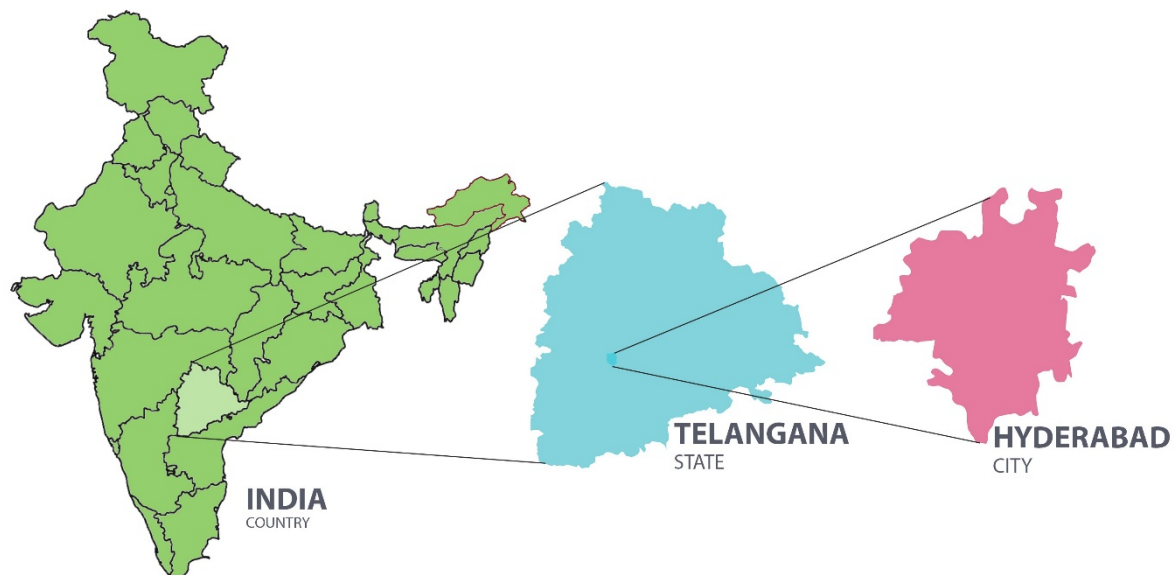 INDIA
COUNTRY
TELANGANA
STATE
HYDERABAD
CITY